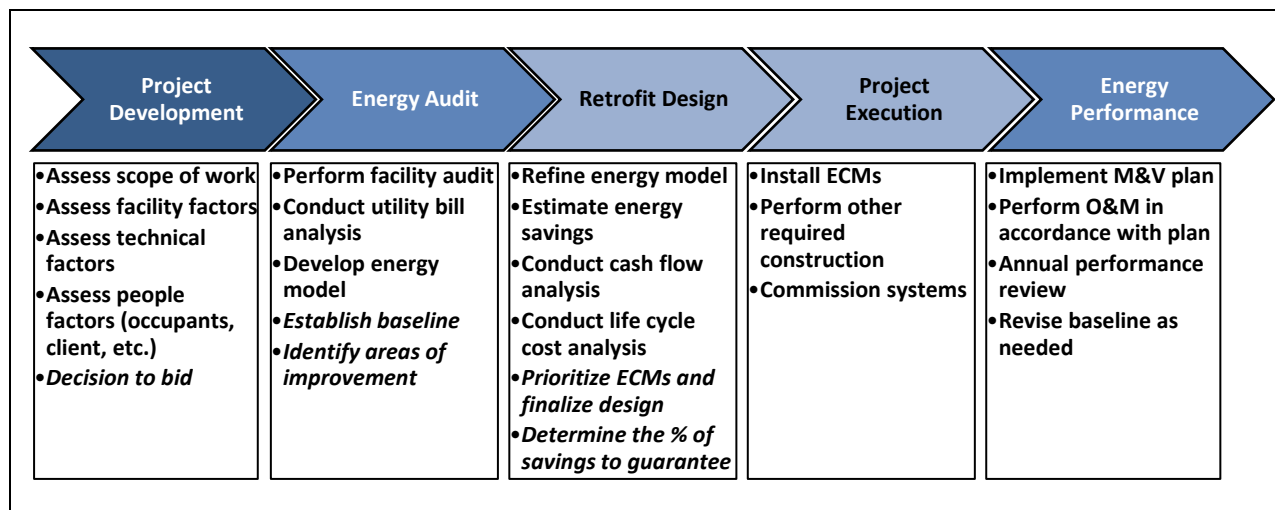 Project
Development
Energy Audit
Retrofit Design
Project
Execution
Energy
Performance
•Assess scope of work
•Assess facility factors
•Assess technical
factors
•Assess people
factors (occupants,
client, etc.)
•Decision to bid
•Perform facility audit
•Conduct utility bill
analysis
•Develop energy
model
•Establish baseline
•Identify areas of
improvement
•Refine energy model
•Estimate energy
savings
•Conduct cash flow
analysis
•Conduct life cycle
cost analysis
•Prioritize ECMs and
finalize design
•Determine the % of
savings to guarantee
•Install ECMs
•Perform other
required
construction
•Commission systems
•Implement M&V plan
•Perform O&M in
accordance with plan
•Annual performance
review
•Revise baseline as
needed